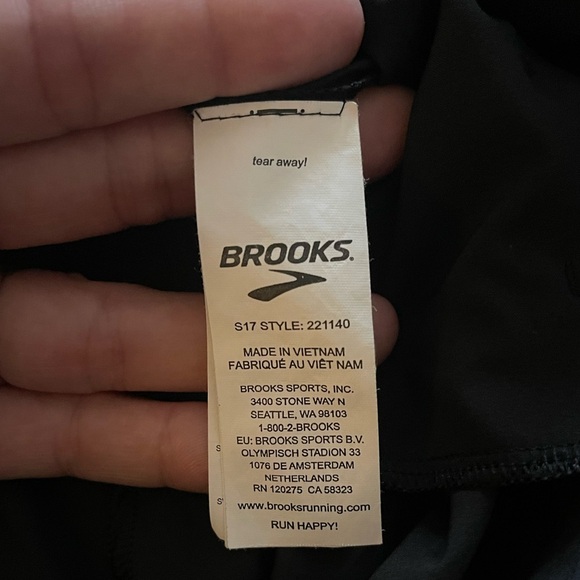 tear away!
BROOKS
S17 STYLE: 221140
MADE IN VIETNAM
FABRIQUÉ AU VIÊT NAM
BROOKS SPORTS, INC.
3400 STONE WAY N
SEATTLE, WA 98103
1-800-2-BROOKS
EU: BROOKS SPORTS B.V.
OLYMPISCH STADION 33
1076 DE AMSTERDAM
NETHERLANDS
RN 120275 CA 58323
www.brooksrunning.com
RUN HAPPY!